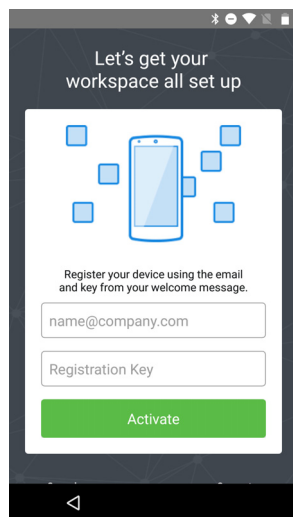 Let's get your
workspace all set up
Register your device using the email
and key from your welcome message.
name@company.com
Registration Key
Activate